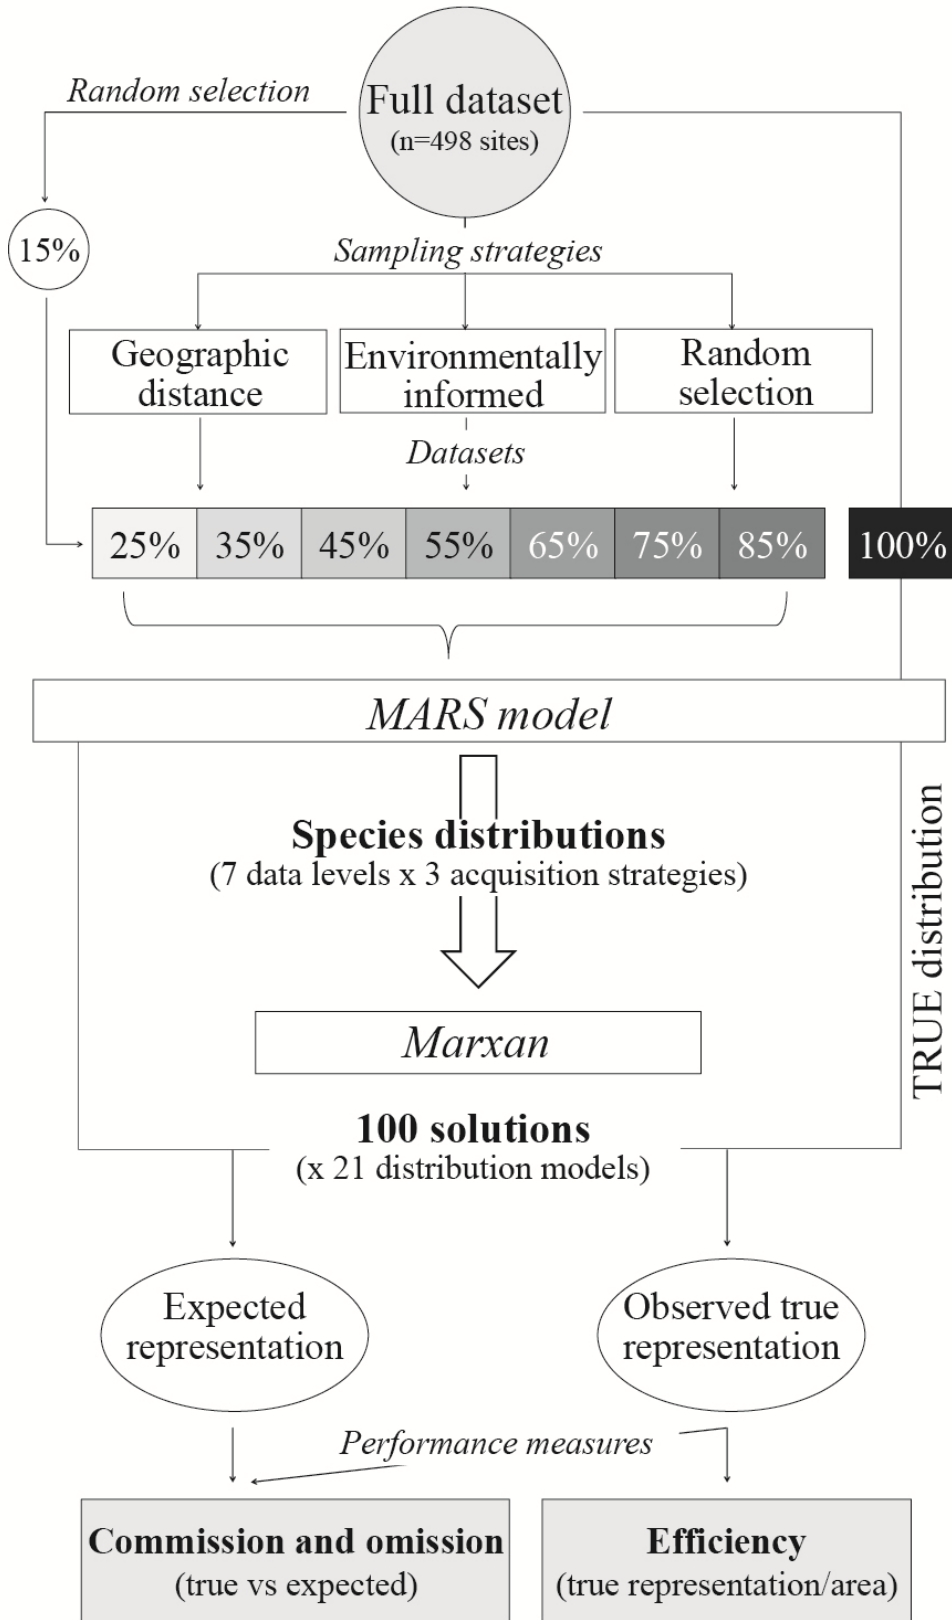 Random selection
Full dataset
(n=498 sites)
15%
Sampling strategies
Geographic
distance
Environmentally
informed
Random
selection
Datasets
25% 35% 45% 55% 65% 75% 85% 100%
MARS model
Species distributions
(7 data levels x 3 acquisition strategies)
TRUE distribution
Marxan
100 solutions
(x 21 distribution models)
Expected
representation
Observed true
representation
Performance measures
Commission and omission
(true vs expected)
Efficiency
(true representation/area)